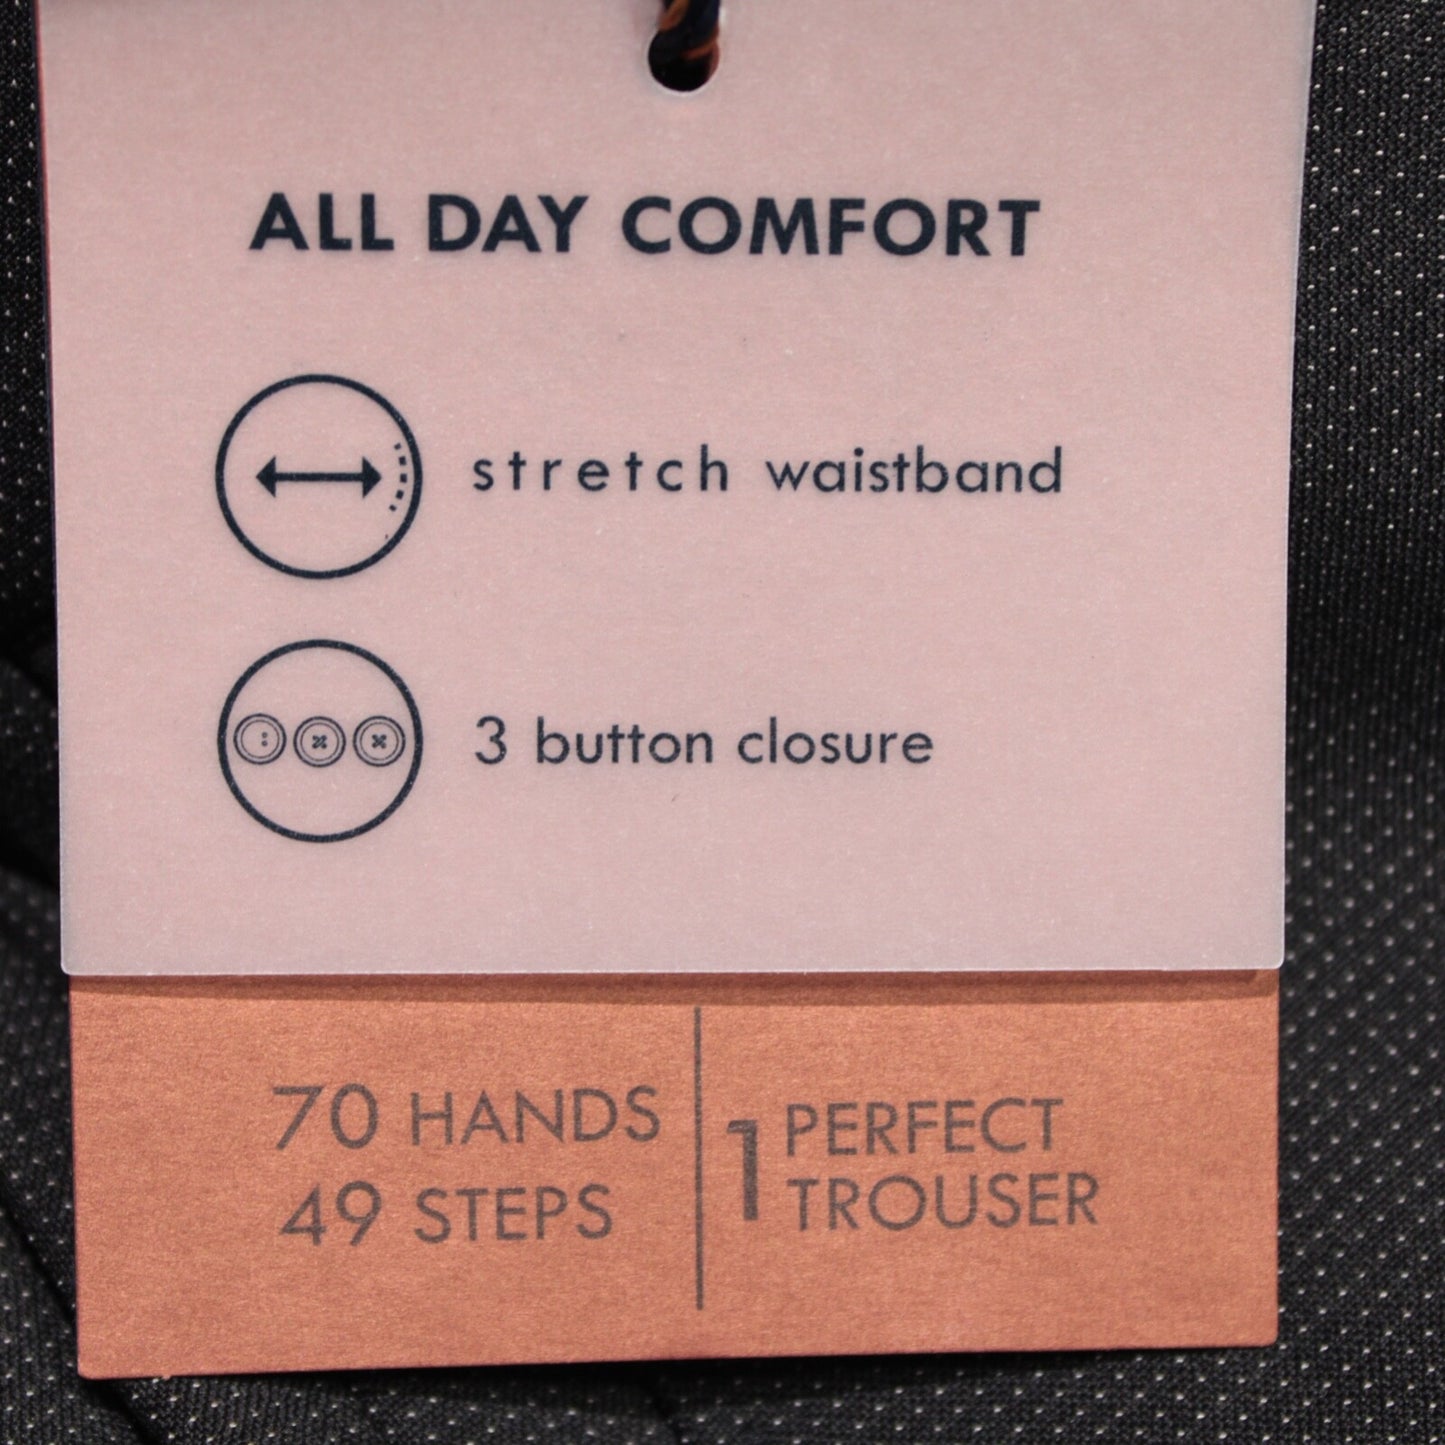 ALL DAY COMFORT
stretch waistband
3 button closure
70 HANDS
49 STEPS
1 PERFECT
TROUSER